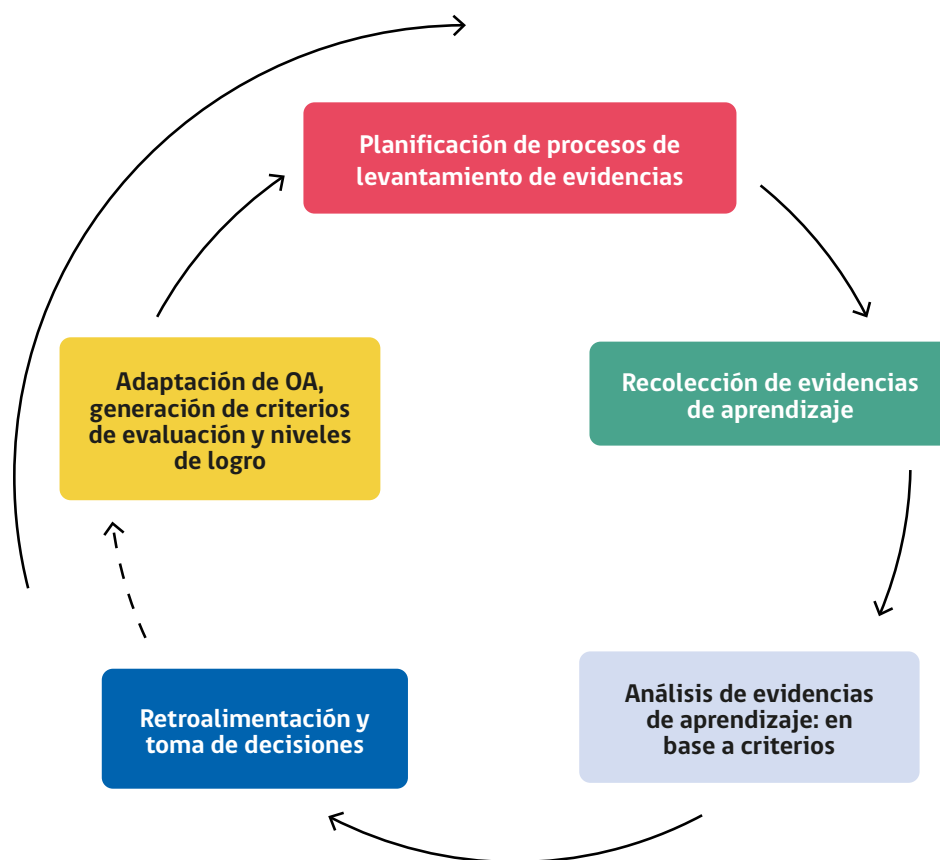 Planificación de procesos de
levantamiento de evidencias
Recolección de evidencias
de aprendizaje
Análisis de evidencias
de aprendizaje: en
base a criterios
Retroalimentación y
toma de decisiones
Adaptación de OA,
generación de criterios
de evaluación y niveles
de logro